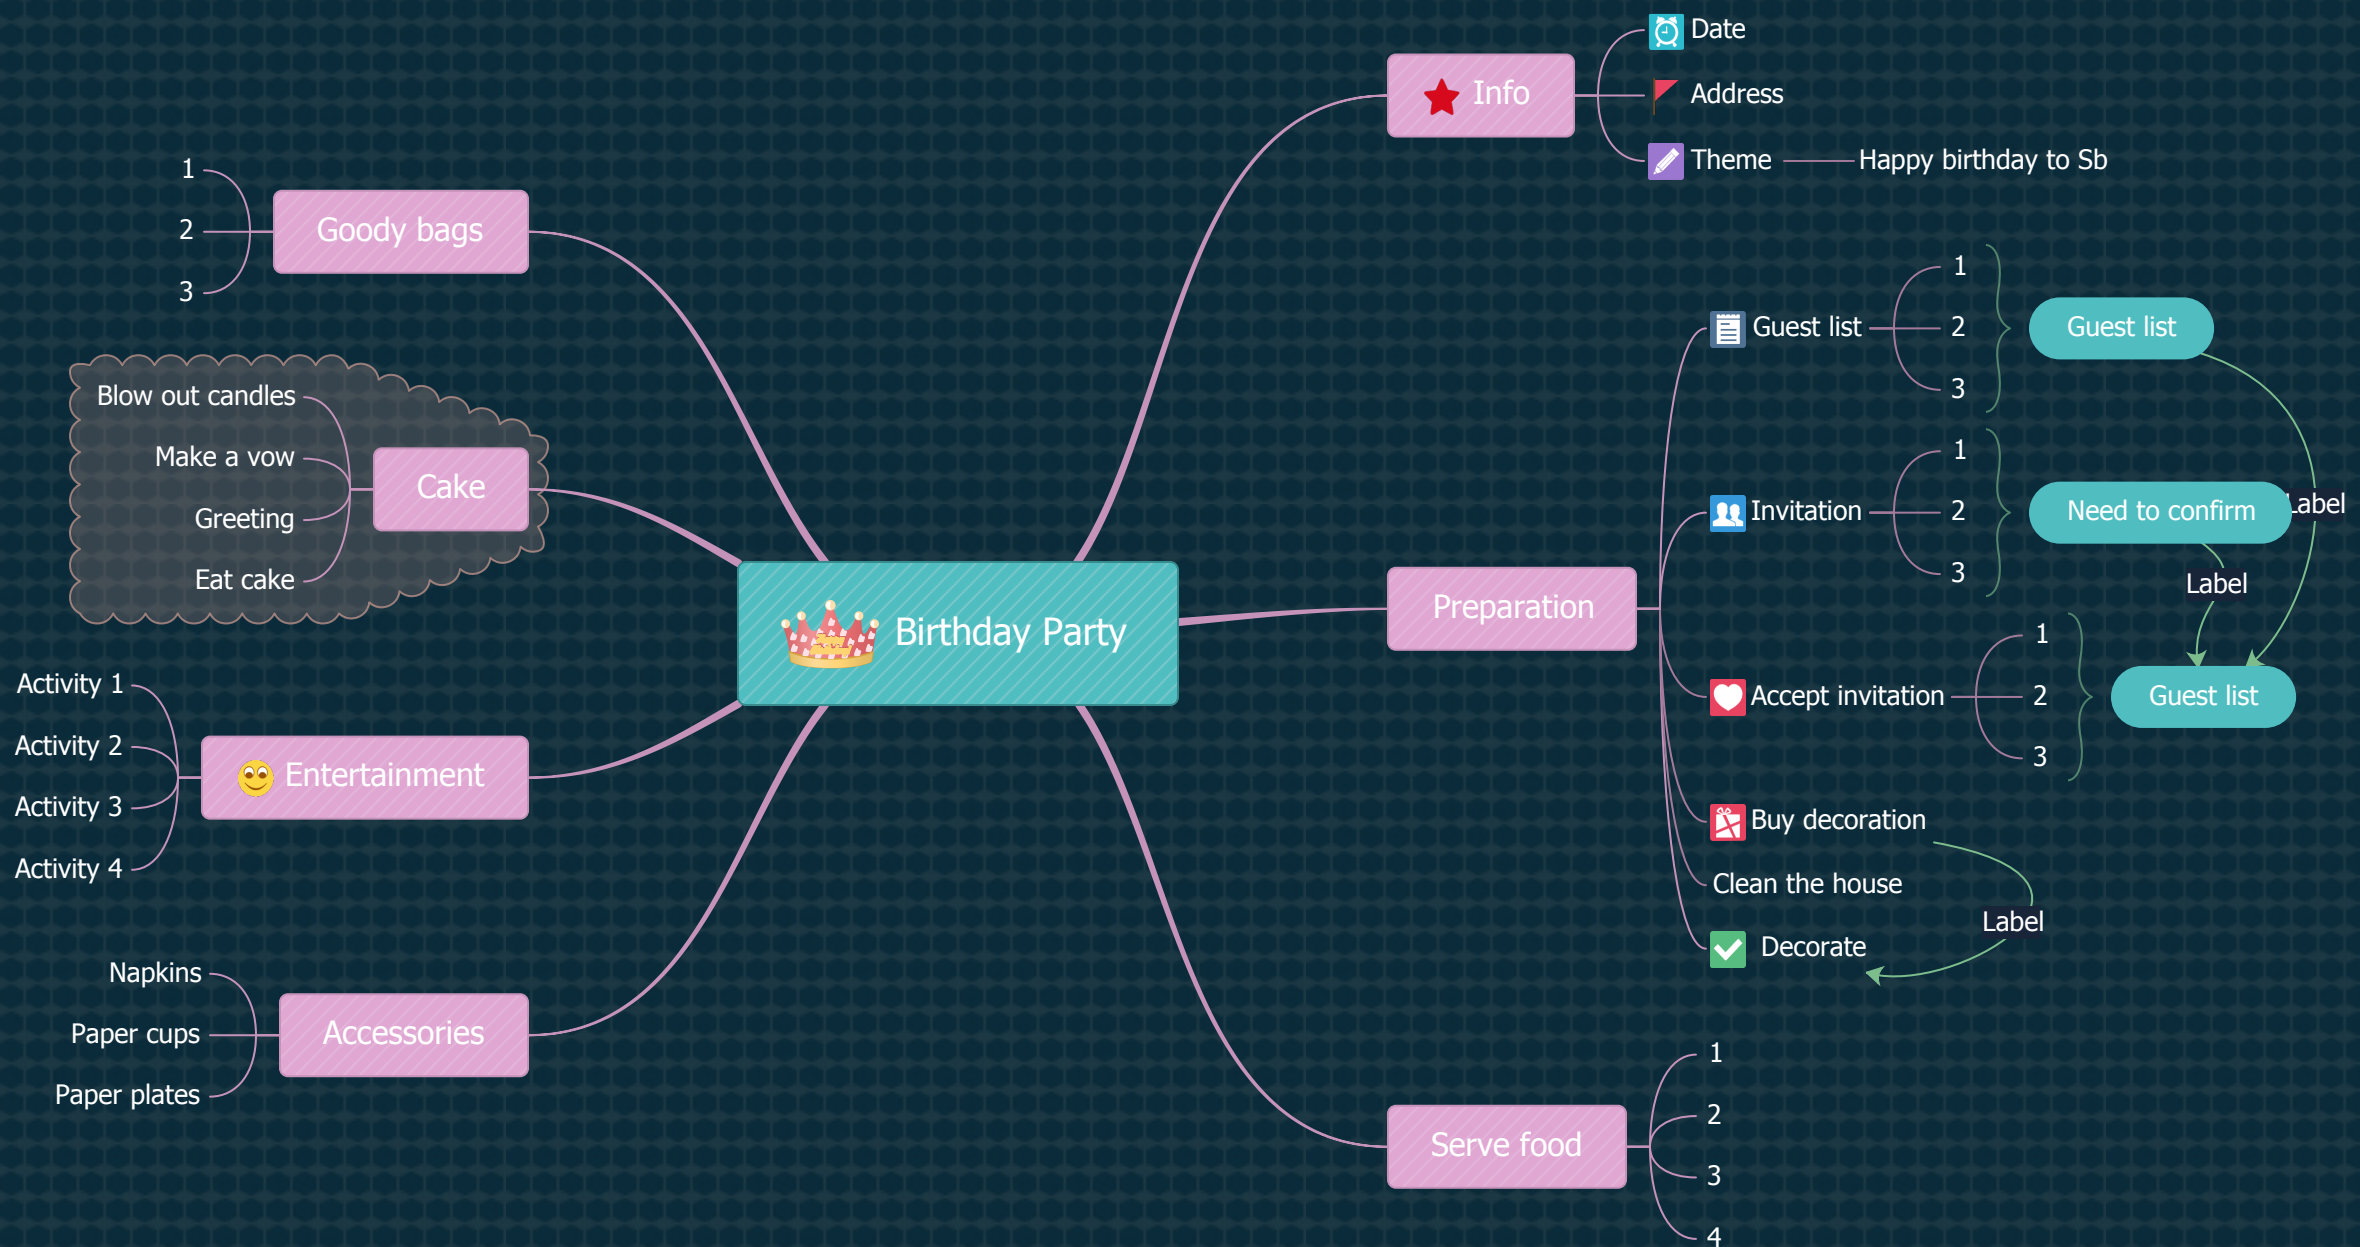 Birthday Party
Info
Date
Address
Theme
Happy birthday to Sb
Preparation
Guest list
1
2
3
Guest list
Invitation
1
2
3
Need to confirm
Label
Label
Accept invitation
1
2
3
Guest list
Buy decoration
Clean the house
Label
Decorate
Serve food
1
2
3
4
Goody bags
1
2
3
Cake
Blow out candles
Make a vow
Greeting
Eat cake
Entertainment
Activity 1
Activity 2
Activity 3
Activity 4
Accessories
Napkins
Paper cups
Paper plates